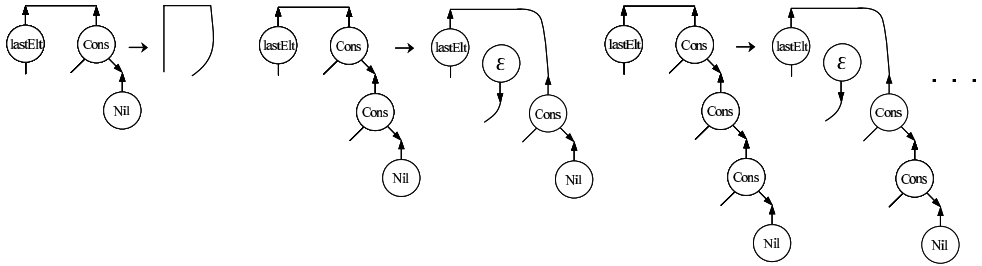 lastElt Cons → lastElt Cons → lastElt lastElt Cons → lastElt
ε ε
. . .
Nil Cons Cons Cons Cons
Nil Nil Cons Cons
Nil Nil